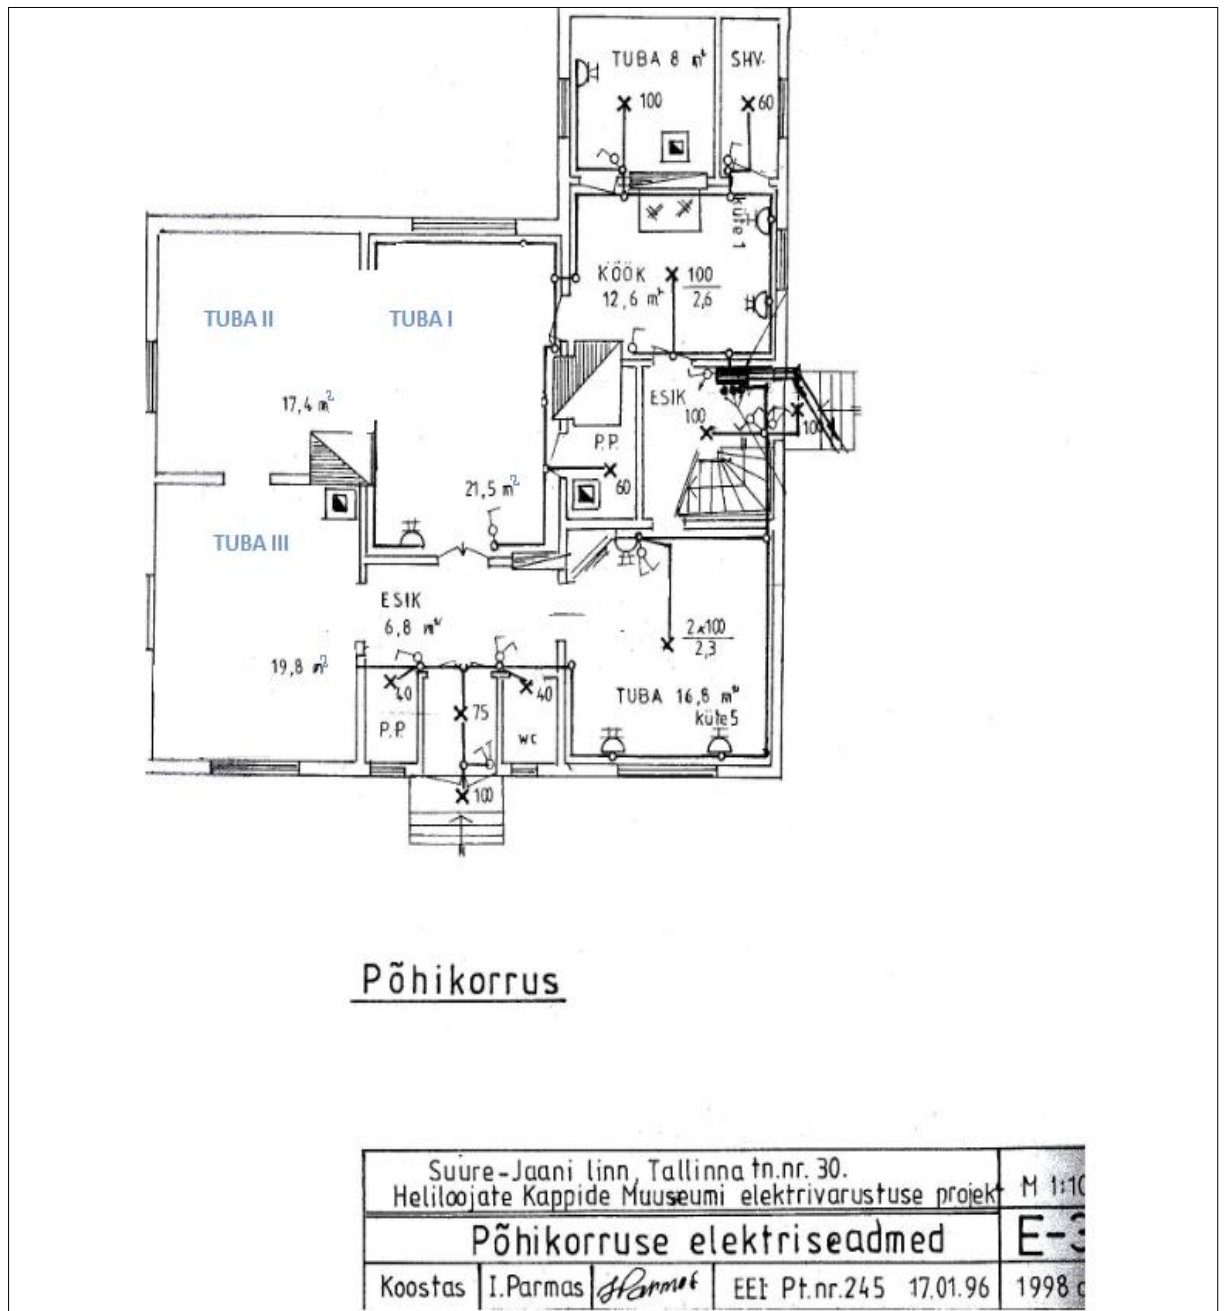 TUBA 8 m²
SHV.
100
60
küte 1
KÖÖK
12,6 m²
100
2,6
TUBA II
TUBA I
17,4 m²
ESIK
100
100
P.P.
60
21,5 m²
TUBA III
ESIK
6,8 m²
2x100
2,3
19,8 m²
40
40
TUBA 16,8 m²
küte 5
P.P.
75
WC
100
N
Põhikorrus
Suure-Jaani linn, Tallinna tn.nr. 30.
Heliloojate Kappide Muuseumi elektrivarustuse projekt
M 1:10
Põhikorruse elektriseadmed
E-3
Koostas I.Parmas
EEI Pt.nr.245 17.01.96
1998